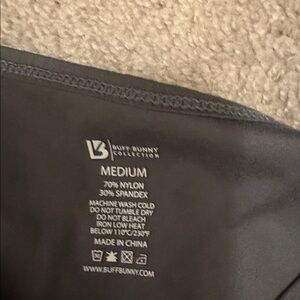 BUFF BUNNY
COLLECTION
MEDIUM
70% NYLON
30% SPANDEX
MACHINE WASH COLD
DO NOT TUMBLE DRY
DO NOT BLEACH
IRON LOW HEAT
BELOW 110°C/230°F
MADE IN CHINA
WWW.BUFFBUNNY.COM